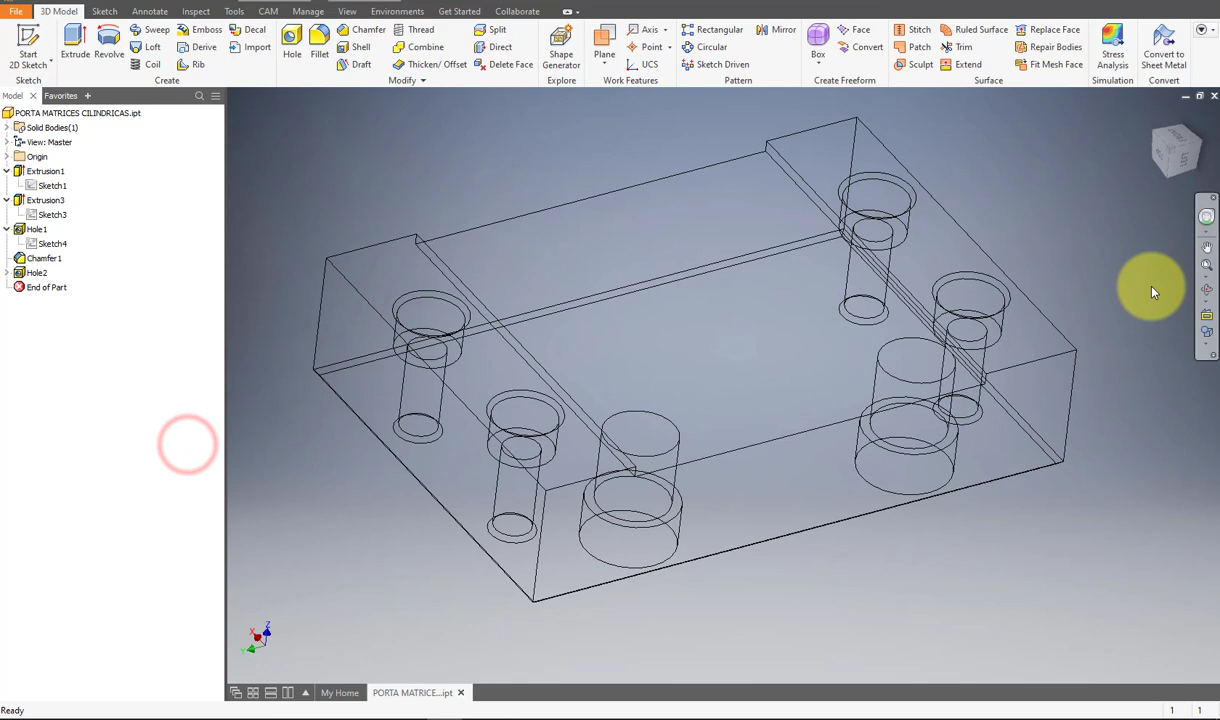 File 3D Model Sketch Annotate Inspect Tools Manage View Environments Get Started CAM Collaborate
Start
2D Sketch
Sketch
Extrude Revolve
Sweep Emboss Decal
Loft Derive Import
Coil Rib
Create
Hole Fillet
Chamfer Thread Split
Shell Combine Direct
Draft Thicken/ Offset Delete Face
Modify
Shape
Generator
Explore
Plane
Axis
Point
UCS
Work Features
Rectangular Mirror
Circular
Sketch Driven
Pattern
Box
Face
Convert
Create Freeform
Stitch Ruled Surface Replace Face
Patch Trim Repair Bodies
Sculpt Extend Fit Mesh Face
Surface
Stress
Analysis
Simulation
Convert to
Sheet Metal
Convert
Model Favorites
PORTA MATRICES CILINDRICAS.ipt
Solid Bodies(1)
View: Master
Origin
Extrusion1
Sketch1
Extrusion3
Sketch3
Hole1
Sketch4
Chamfer1
Hole2
End of Part
X Z
Y
My Home PORTA MATRICE...ipt
Ready 1 1